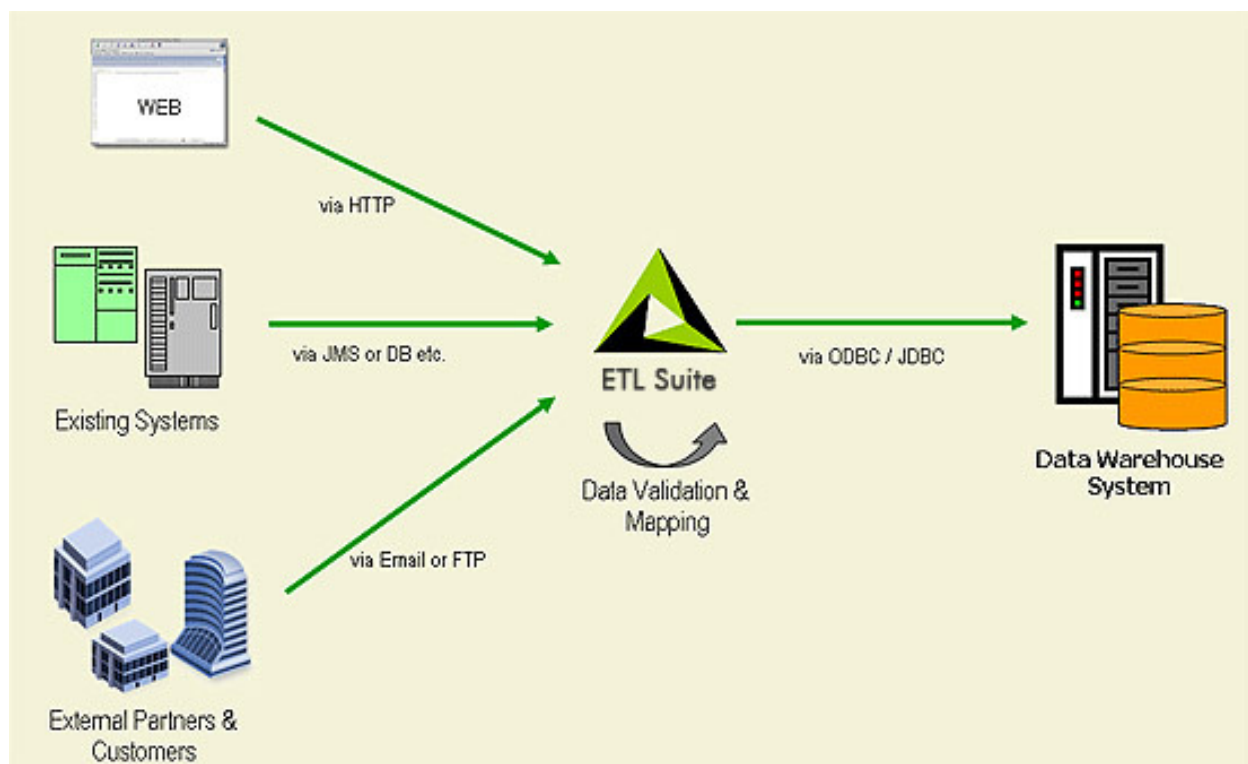 WEB
via HTTP
via JMS or DB etc.
Existing Systems
ETL Suite
via ODBC / JDBC
Data Validation &
Mapping
Data Warehouse
System
via Email or FTP
External Partners &
Customers